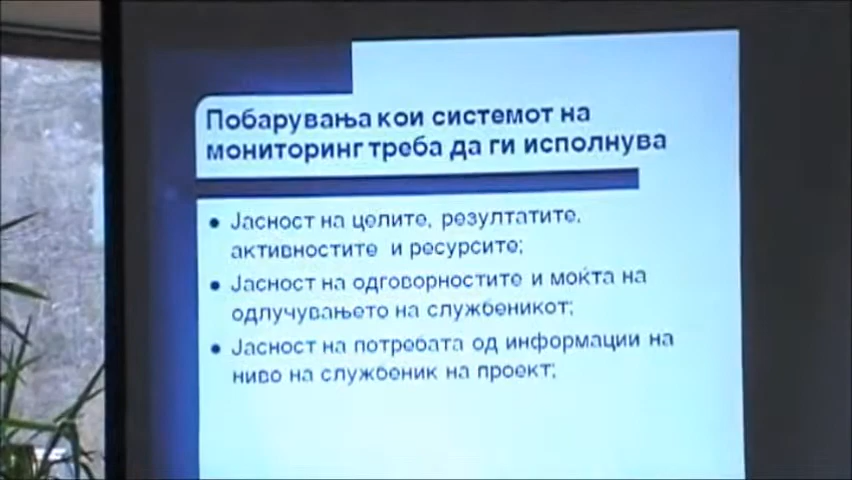 Побарувања кои системот на
мониторинг треба да ги исполнува
• Јасност на целите, резултатите,
активностите и ресурсите;
• Јасност на одговорностите и моќта на
одлучувањето на службеникот;
• Јасност на потребата од информации на
ниво на службеник на проект;